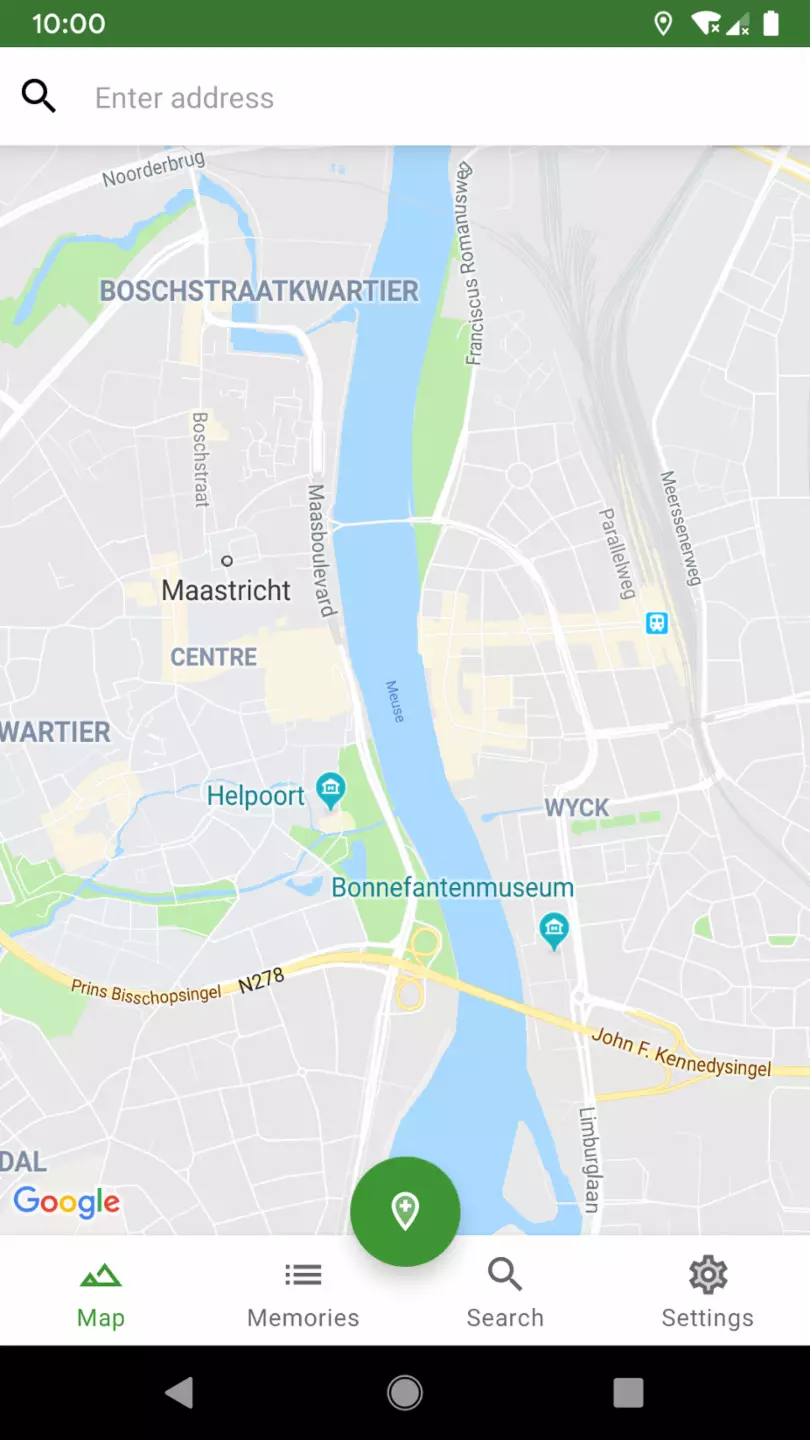 10:00
Enter address
Noorderbrug
Franciscus Romanusweg
BOSCHSTRAATKWARTIER
Boschstraat
Maasboulevard
Meerssenerweg
Parallelweg
Maastricht
CENTRE
Meuse
WARTIER
Helpoort
WYCK
Bonnefantenmuseum
Prins Bisschopsingel
N278
John F. Kennedysingel
Limburglaan
DAL
Google
Map
Memories
Search
Settings